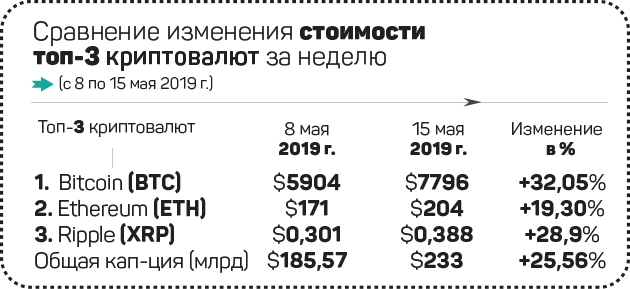 Сравнение изменения стоимости
топ-3 криптовалют за неделю
(с 8 по 15 мая 2019 г.)
Топ-3 криптовалют 8 мая 2019 г. 15 мая 2019 г. Изменение в %
1. Bitcoin (BTC) $5904 $7796 +32,05%
2. Ethereum (ETH) $171 $204 +19,30%
3. Ripple (XRP) $0,301 $0,388 +28,9%
Общая кап-ция (млрд) $185,57 $233 +25,56%